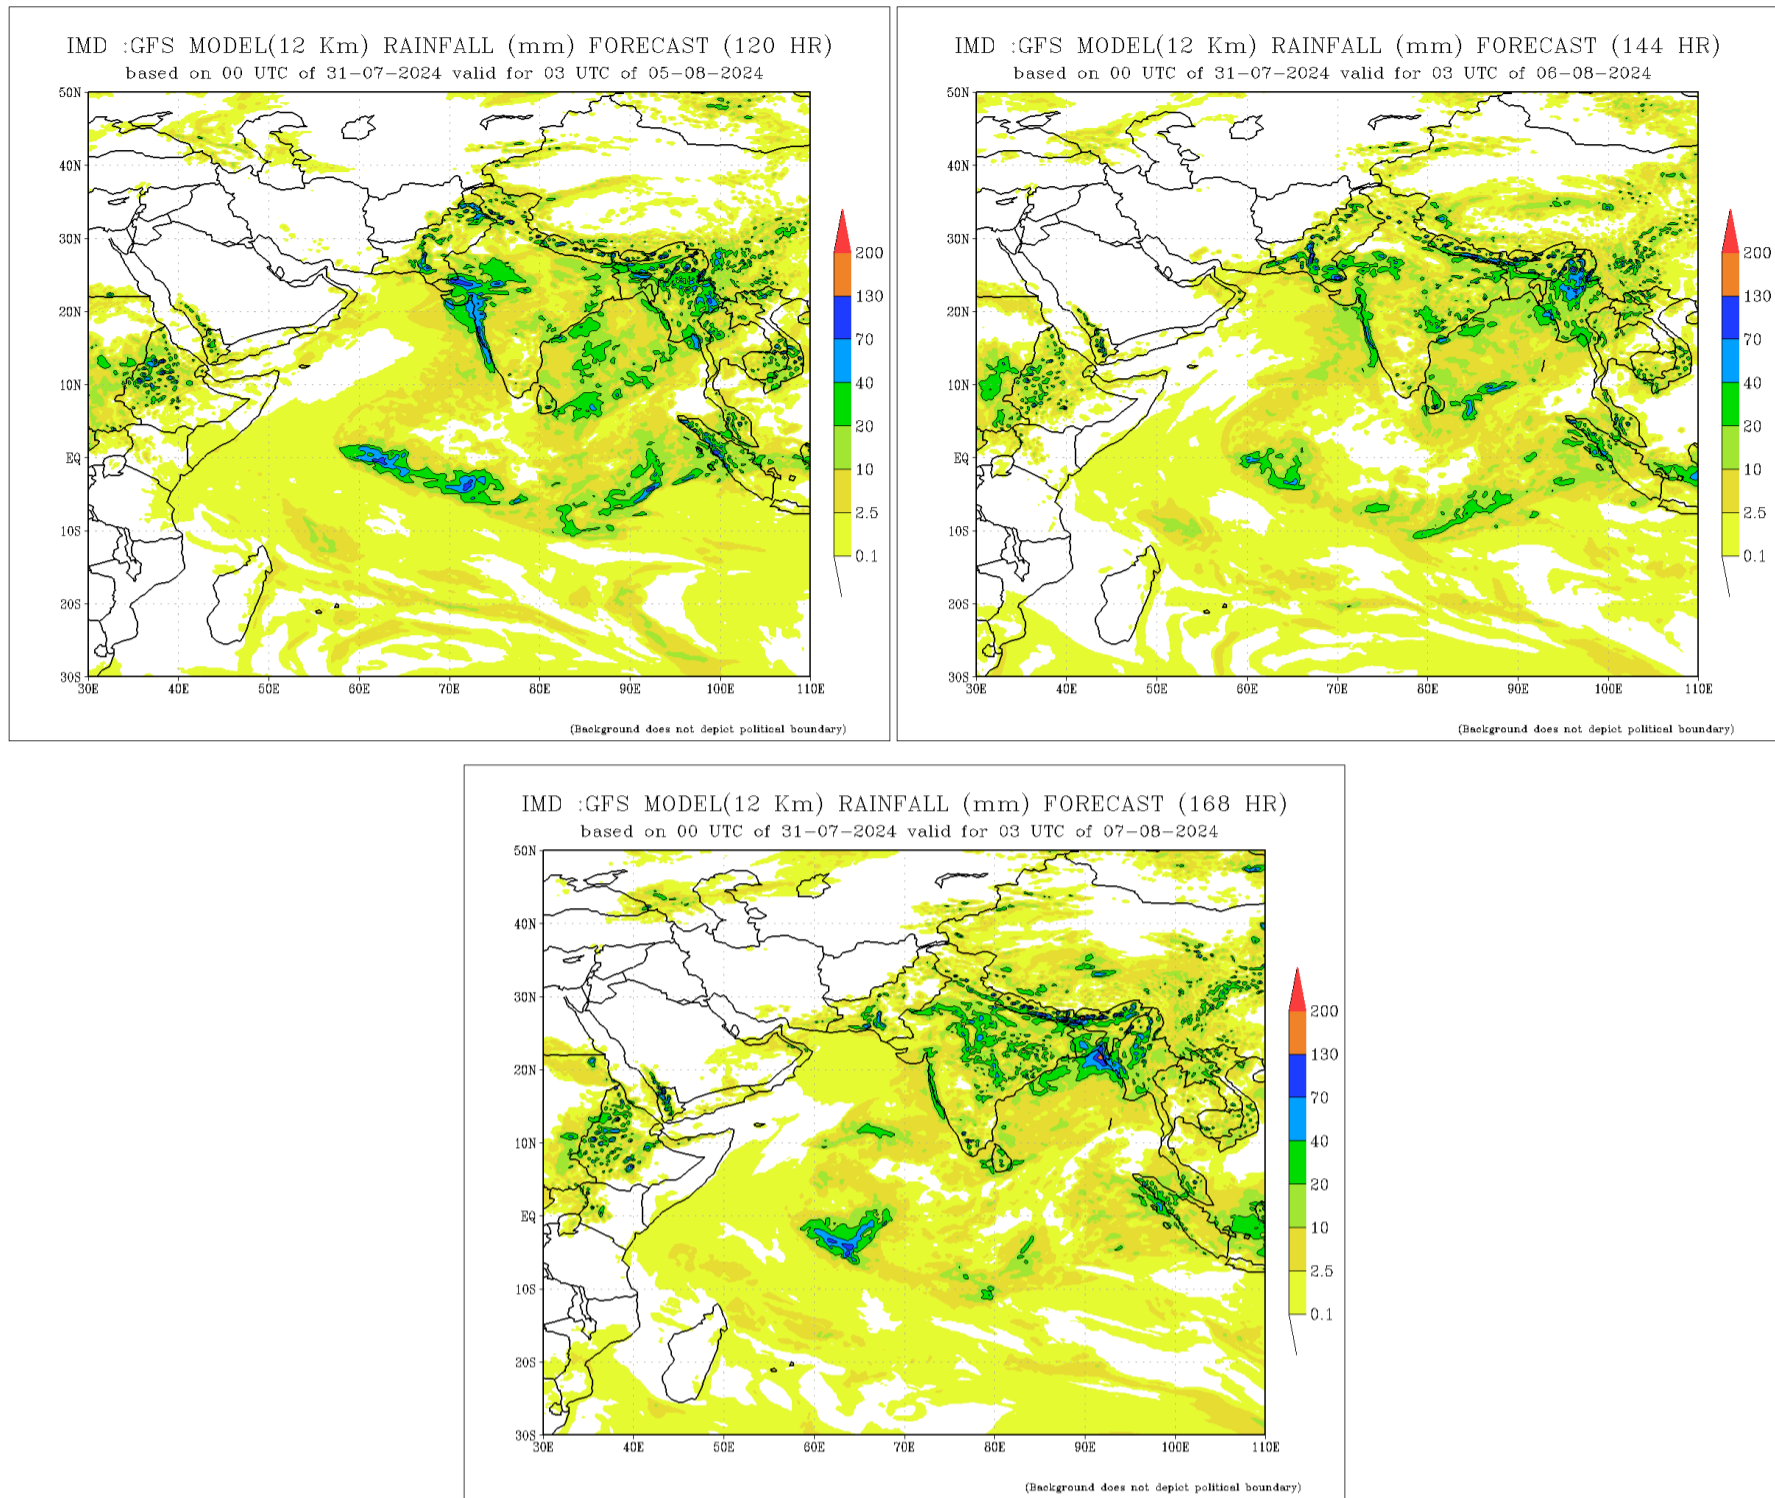 IMD :GFS MODEL(12 Km) RAINFALL (mm) FORECAST (120 HR)
based on 00 UTC of 31-07-2024 valid for 03 UTC of 05-08-2024
50N
40N
30N
20N
10N
EQ
10S
20S
30S
30E 40E 50E 60E 70E 80E 90E 100E 110E
200
130
70
40
20
10
2.5
0.1
(Background does not depict political boundary)
IMD :GFS MODEL(12 Km) RAINFALL (mm) FORECAST (144 HR)
based on 00 UTC of 31-07-2024 valid for 03 UTC of 06-08-2024
50N
40N
30N
20N
10N
EQ
10S
20S
30S
30E 40E 50E 60E 70E 80E 90E 100E 110E
200
130
70
40
20
10
2.5
0.1
(Background does not depict political boundary)
IMD :GFS MODEL(12 Km) RAINFALL (mm) FORECAST (168 HR)
based on 00 UTC of 31-07-2024 valid for 03 UTC of 07-08-2024
50N
40N
30N
20N
10N
EQ
10S
20S
30S
30E 40E 50E 60E 70E 80E 90E 100E 110E
200
130
70
40
20
10
2.5
0.1
(Background does not depict political boundary)